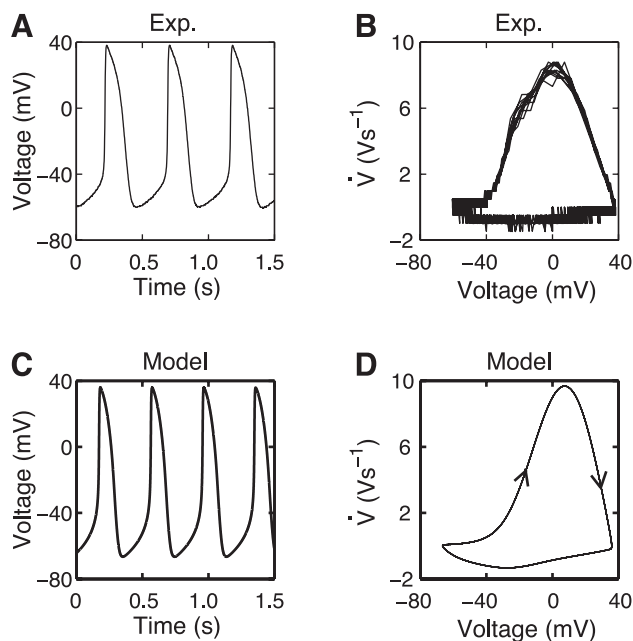 A
Exp.
Voltage (mV)
40
0
−40
−80
0
0.5
1.0
1.5
Time (s)
B
Exp.
V̇ (Vs⁻¹)
10
6
2
−2
−80
−40
0
40
Voltage (mV)
C
Model
Voltage (mV)
40
0
−40
−80
0
0.5
1.0
1.5
Time (s)
D
Model
V̇ (Vs⁻¹)
10
6
2
−2
−80
−40
0
40
Voltage (mV)